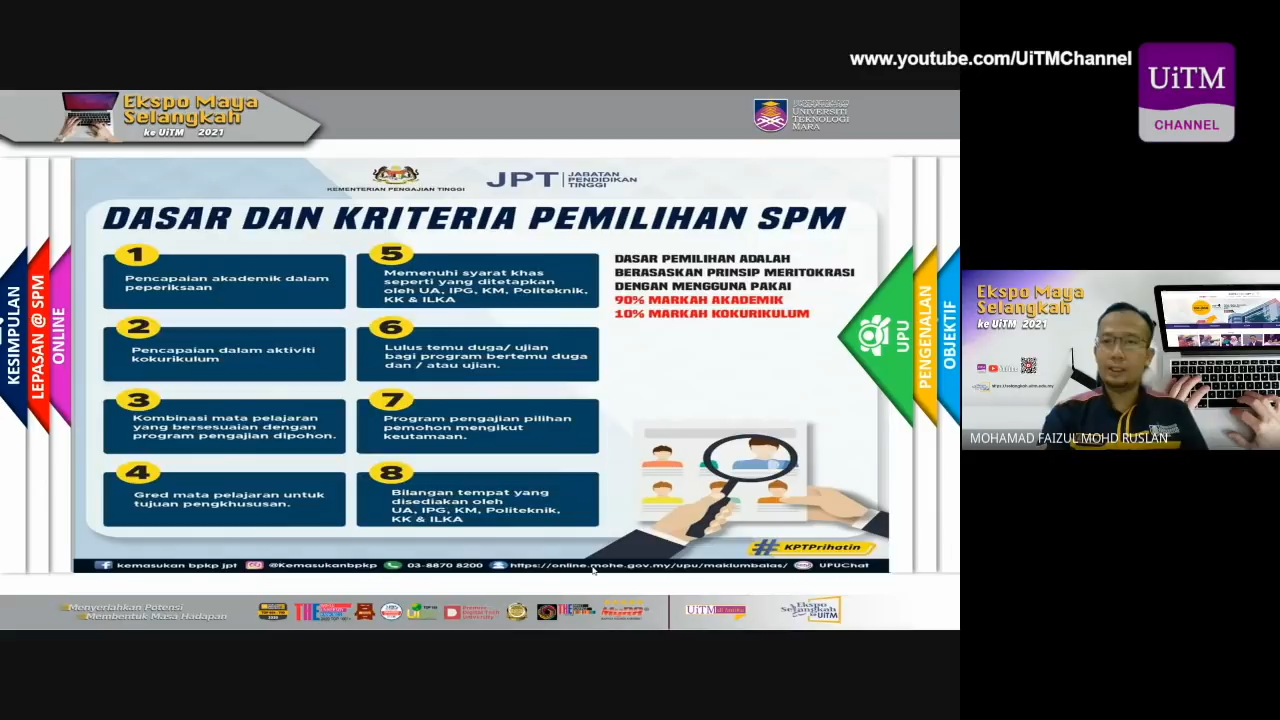 www.youtube.com/UiTMChannel
UiTM
CHANNEL
Ekspo Maya
Selangkah
ke UiTM 2021
UNIVERSITI
TEKNOLOGI
MARA
KEMENTERIAN PENGAJIAN TINGGI
JPT
JABATAN
PENDIDIKAN
TINGGI
DASAR DAN KRITERIA PEMILIHAN SPM
1
Pencapaian akademik dalam
peperiksaan
2
Pencapaian dalam aktiviti
kokurikulum
3
Kombinasi mata pelajaran
yang bersesuaian dengan
program pengajian dipohon.
4
Gred mata pelajaran untuk
tujuan pengkhususan.
5
Memenuhi syarat khas
seperti yang ditetapkan
oleh UA, IPG, KM, Politeknik,
KK & ILKA
6
Lulus temu duga/ ujian
bagi program bertemu duga
dan / atau ujian.
7
Program pengajian pilihan
pemohon mengikut
keutamaan.
8
Bilangan tempat yang
disediakan oleh
UA, IPG, KM, Politeknik,
KK & ILKA
DASAR PEMILIHAN ADALAH
BERASASKAN PRINSIP MERITOKRASI
DENGAN MENGGUNA PAKAI
90% MARKAH AKADEMIK
10% MARKAH KOKURIKULUM
#KPTPrihatin
kemasukan bpkp jpt
@Kemasukanbpkp
03-8870 8200
https://online.mohe.gov.my/upu/maklumbalas/
UPUChat
KESIMPULAN
LEPASAN @ SPM
ONLINE
UPU
PENGENALAN
OBJEKTIF
Menyerlahkan Potensi
Membentuk Masa Hadapan
UiTM di hatiku
Ekspo
Selangkah
ke UiTM
Ekspo Maya
Selangkah
ke UiTM 2021
MOHAMAD FAIZUL MOHD RUSLAN